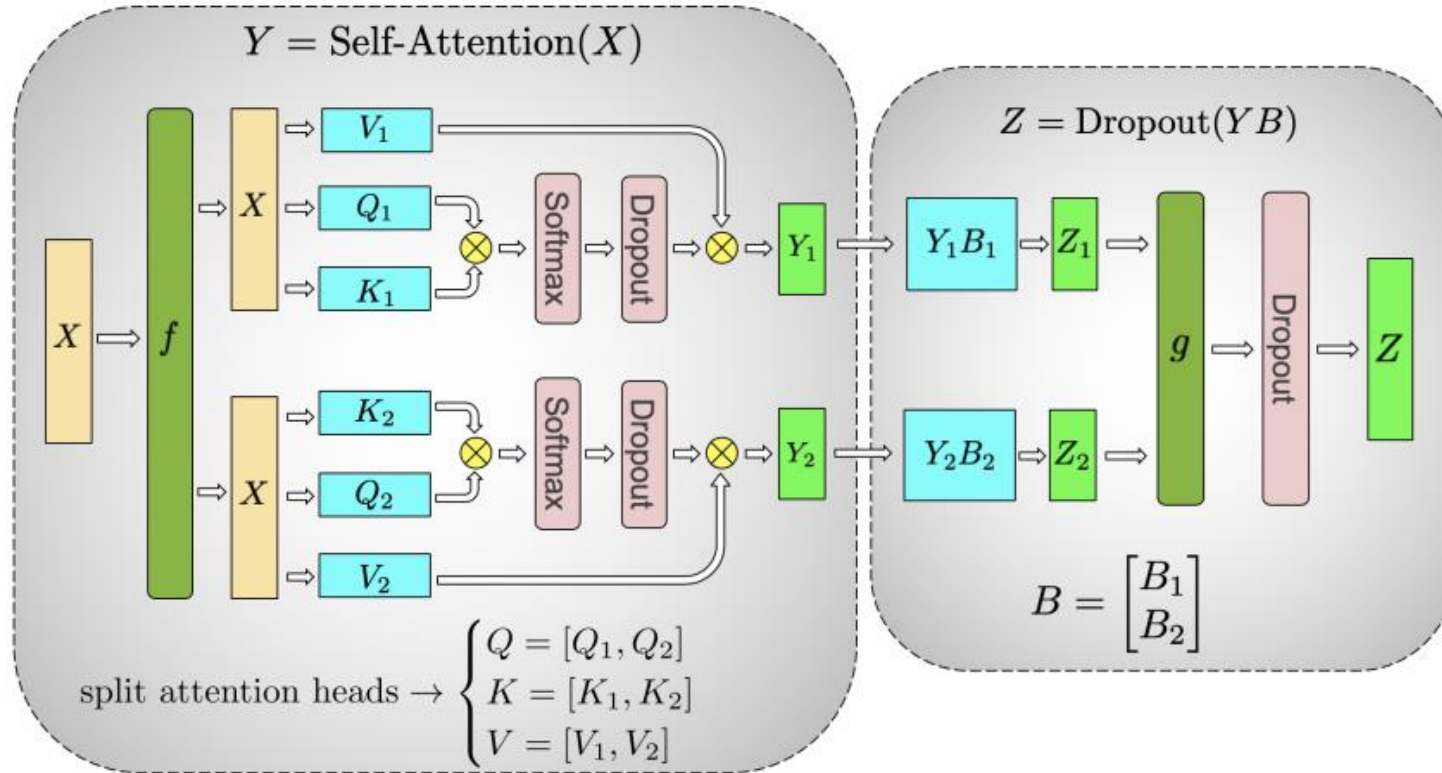 Y = Self-Attention(X)
X
f
X
V₁
Q₁
K₁
Softmax
Dropout
Y₁
X
K₂
Q₂
V₂
Softmax
Dropout
Y₂
split attention heads → { Q = [Q₁, Q₂]
K = [K₁, K₂]
V = [V₁, V₂]
Z = Dropout(YB)
Y₁B₁
Z₁
Y₂B₂
Z₂
g
Dropout
Z
B = [B₁
B₂]